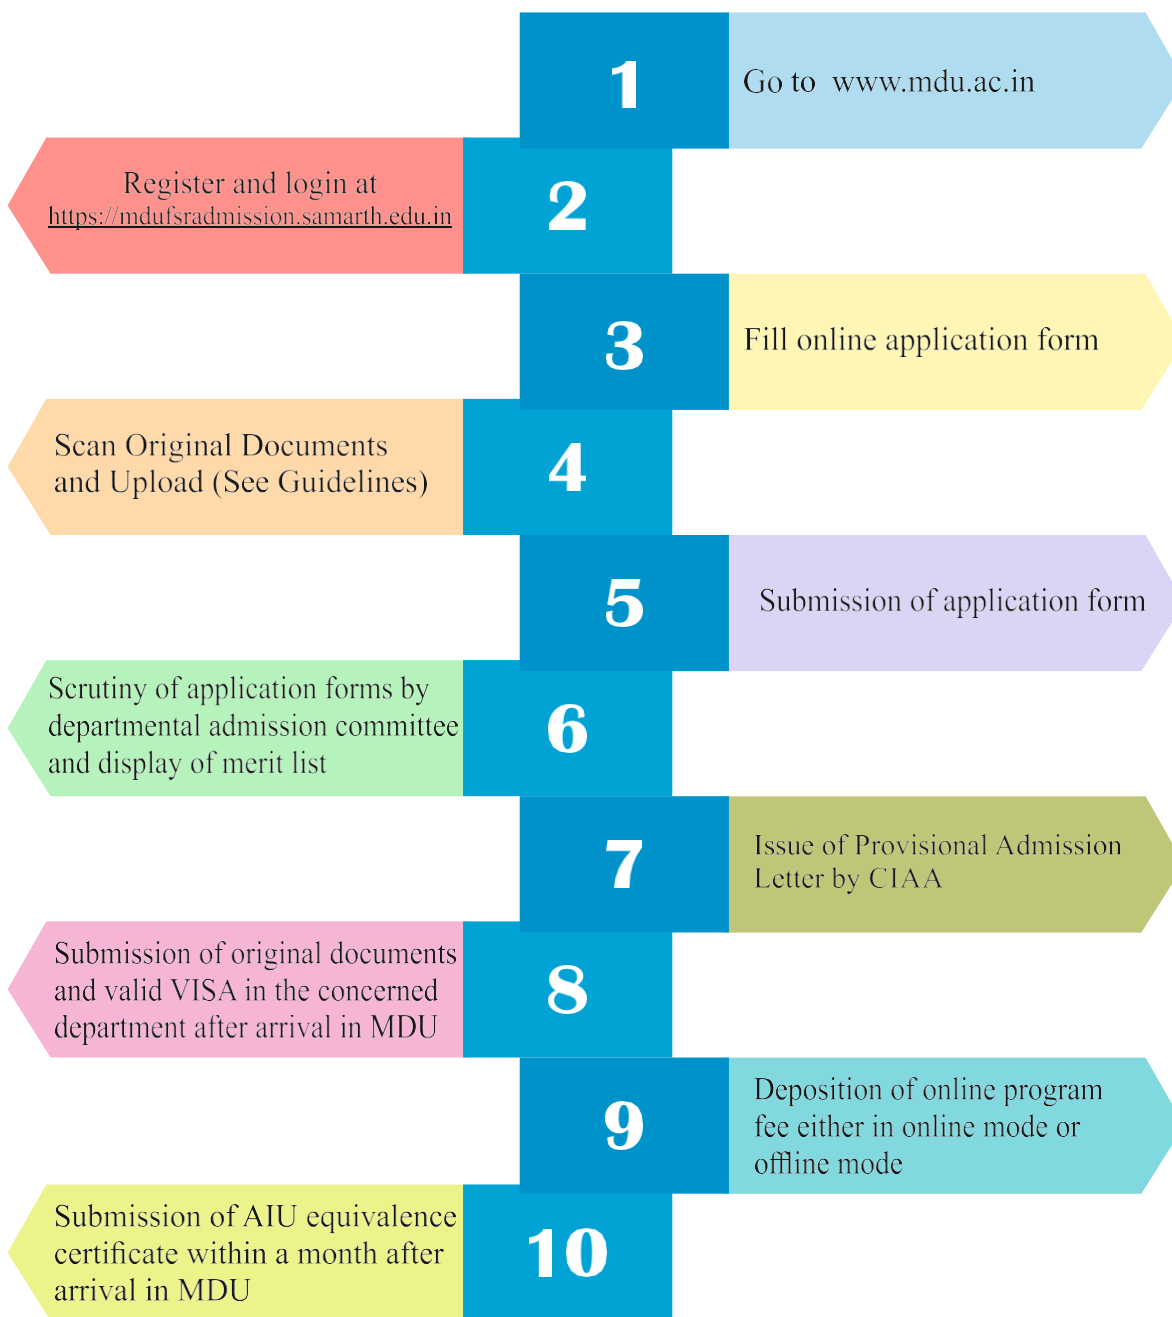 1
Go to www.mdu.ac.in
2
Register and login at
https://mdufsradmission.samarth.edu.in
3
Fill online application form
4
Scan Original Documents
and Upload (See Guidelines)
5
Submission of application form
6
Scrutiny of application forms by
departmental admission committee
and display of merit list
7
Issue of Provisional Admission
Letter by CIAA
8
Submission of original documents
and valid VISA in the concerned
department after arrival in MDU
9
Deposition of online program
fee either in online mode or
offline mode
10
Submission of AIU equivalence
certificate within a month after
arrival in MDU